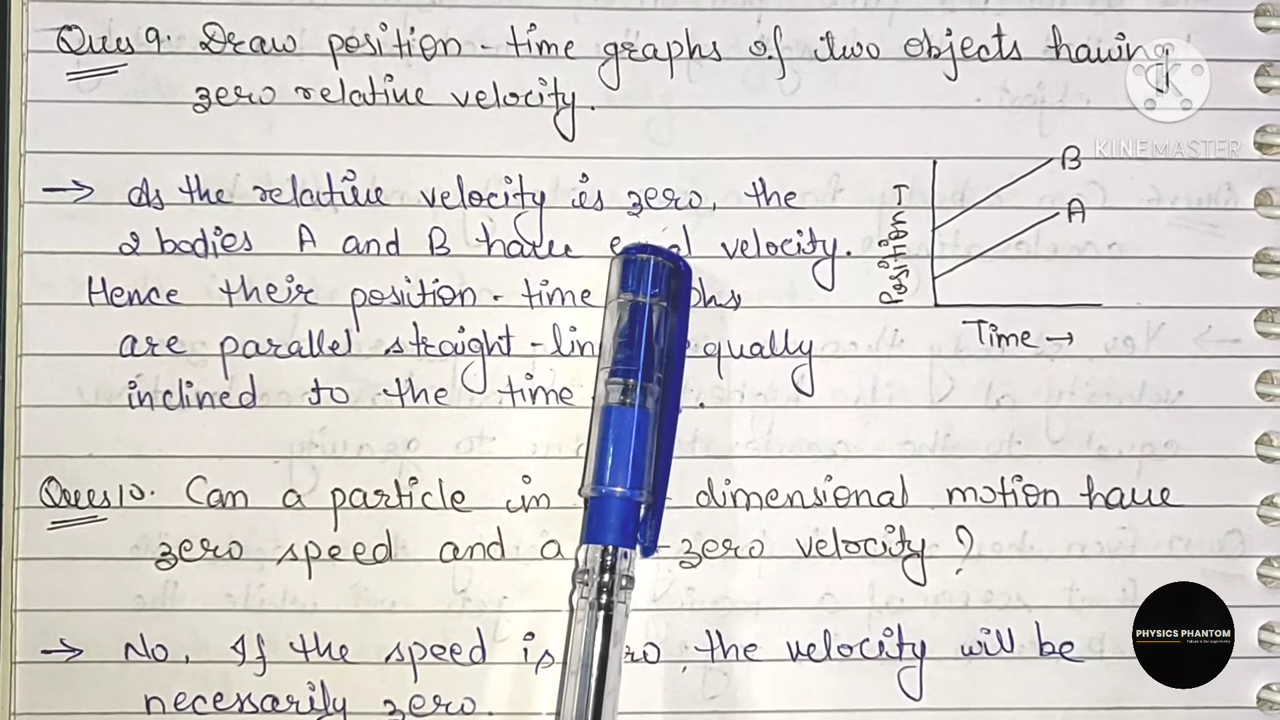 Ques 9. Draw position - time graphs of two objects having
zero relative velocity.
KINEMASTER
→ As the relative velocity is zero, the
2 bodies A and B have velocity.
Hence their position - time
are parallel straight - equally
inclined to the time
B
A
Position →
Time →
Ques 10. Can a particle in dimensional motion have
zero speed and a - zero velocity ?
→ No, If the speed is the velocity will be
necessarily zero.
PHYSICS PHANTOM